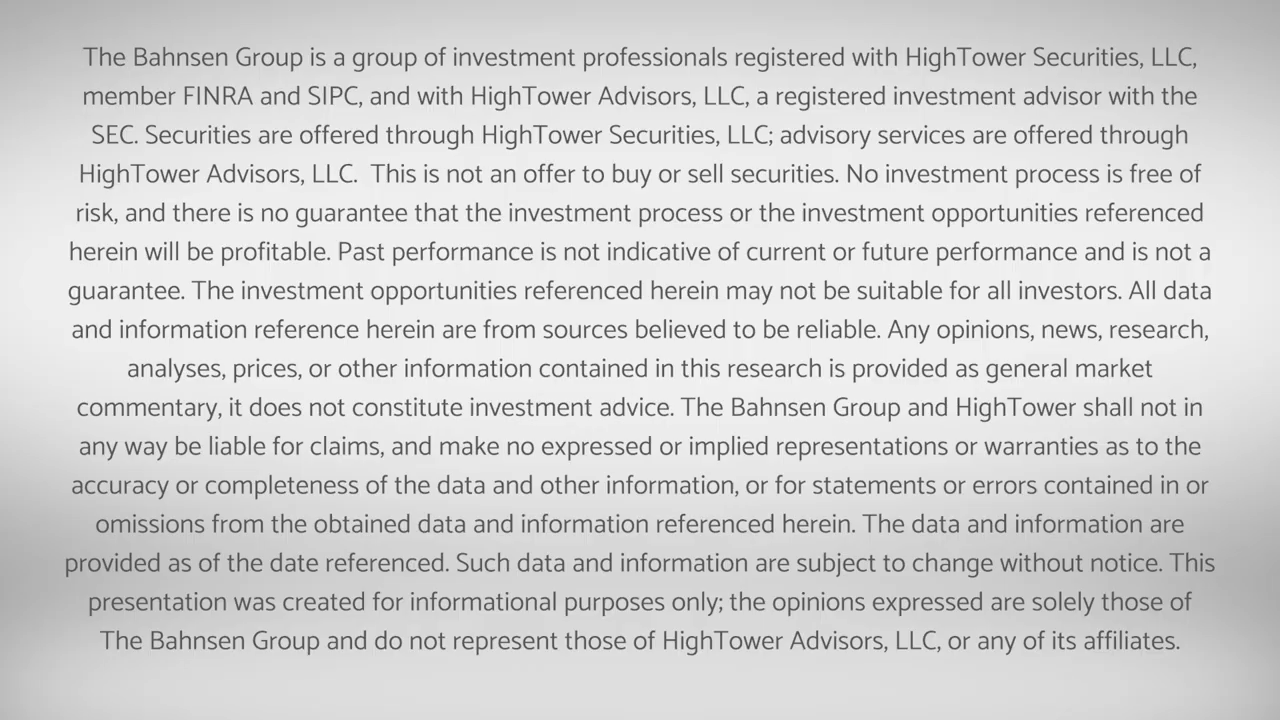 The Bahnsen Group is a group of investment professionals registered with HighTower Securities, LLC,
member FINRA and SIPC, and with HighTower Advisors, LLC, a registered investment advisor with the
SEC. Securities are offered through HighTower Securities, LLC; advisory services are offered through
HighTower Advisors, LLC.  This is not an offer to buy or sell securities. No investment process is free of
risk, and there is no guarantee that the investment process or the investment opportunities referenced
herein will be profitable. Past performance is not indicative of current or future performance and is not a
guarantee. The investment opportunities referenced herein may not be suitable for all investors. All data
and information reference herein are from sources believed to be reliable. Any opinions, news, research,
analyses, prices, or other information contained in this research is provided as general market
commentary, it does not constitute investment advice. The Bahnsen Group and HighTower shall not in
any way be liable for claims, and make no expressed or implied representations or warranties as to the
accuracy or completeness of the data and other information, or for statements or errors contained in or
omissions from the obtained data and information referenced herein. The data and information are
provided as of the date referenced. Such data and information are subject to change without notice. This
presentation was created for informational purposes only; the opinions expressed are solely those of
The Bahnsen Group and do not represent those of HighTower Advisors, LLC, or any of its affiliates.